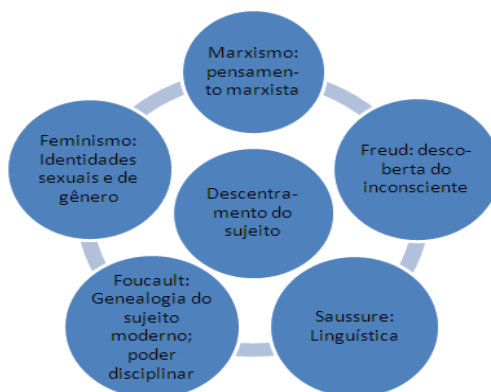 Marxismo:
pensamen-
to marxista
Freud: desco-
berta do
inconsciente
Saussure:
Linguística
Foucault:
Genealogia do
sujeito
moderno;
poder
disciplinar
Feminismo:
Identidades
sexuais e de
gênero
Descentra-
mento do
sujeito